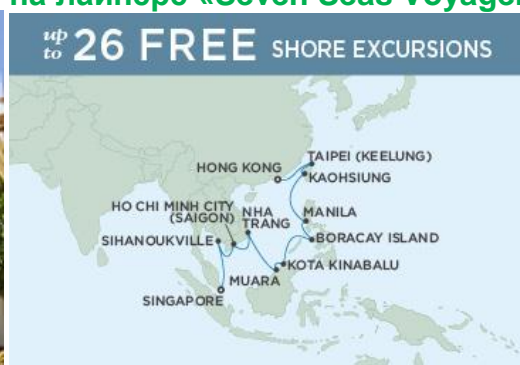 на лайнере «Seven Seas Voyager
up to 26 FREE SHORE EXCURSIONS
HONG KONG
TAIPEI (KEELUNG)
KAOHSIUNG
HO CHI MINH CITY
(SAIGON)
NHA
TRANG
MANILA
SIHANOUKVILLE
BORACAY ISLAND
KOTA KINABALU
MUARA
SINGAPORE